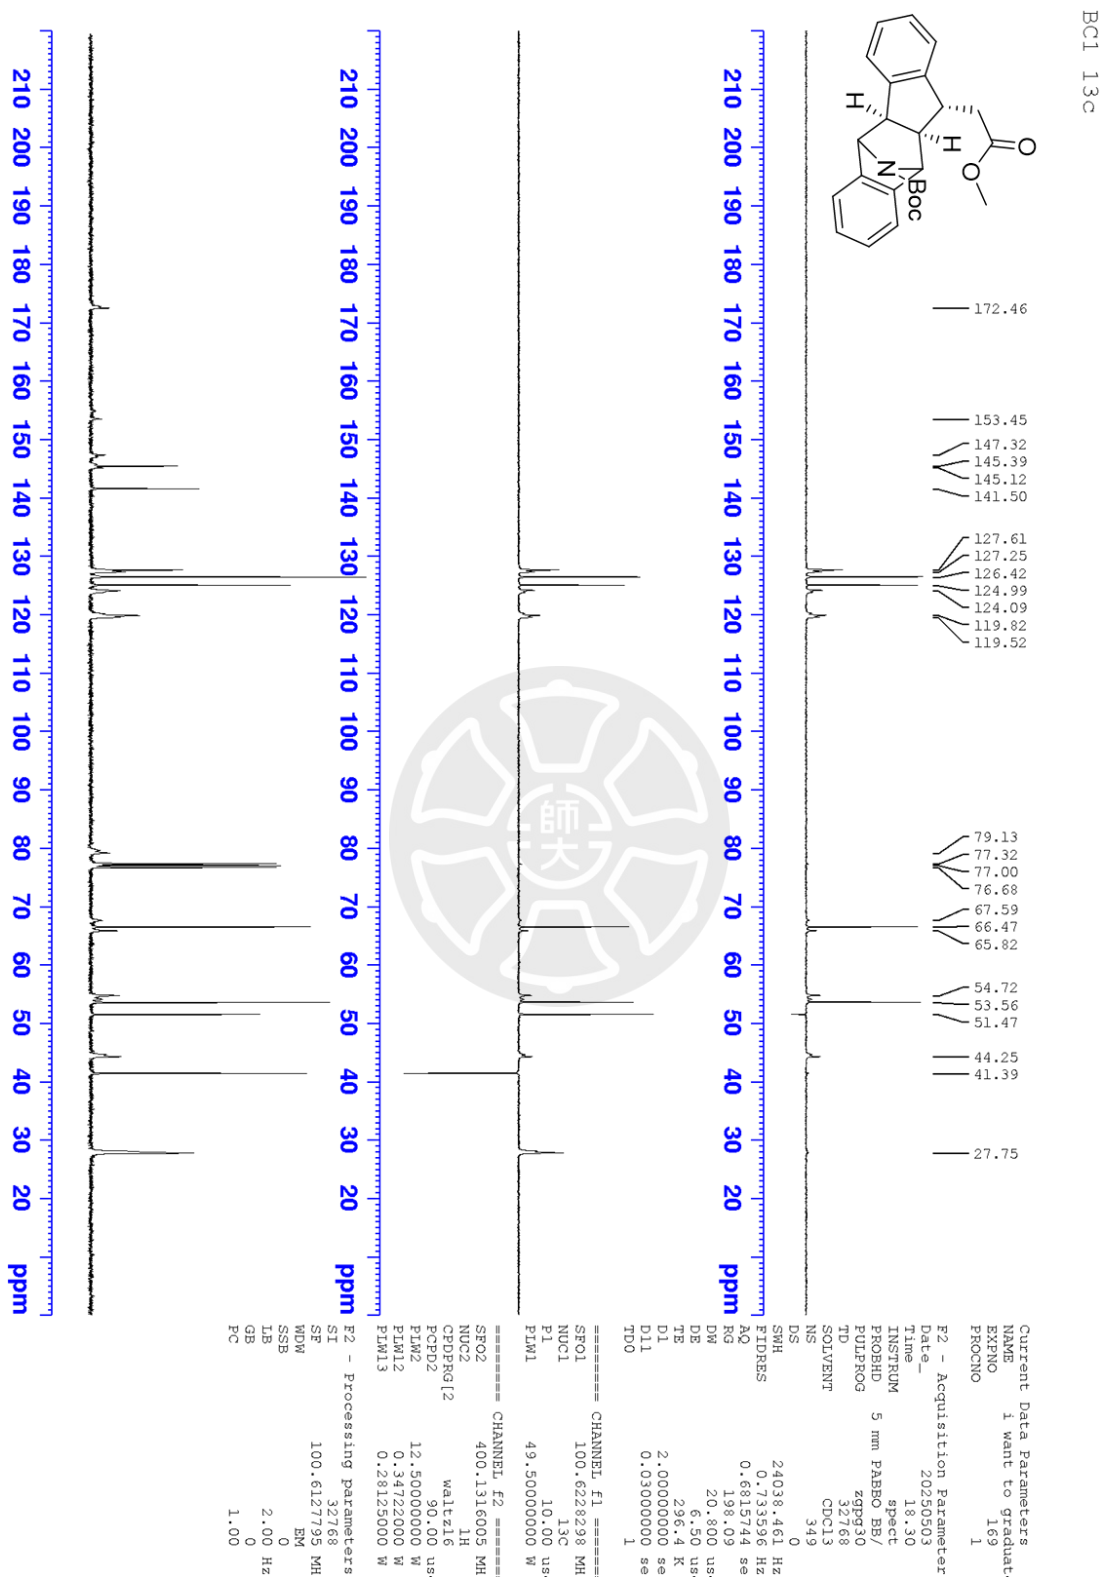 BC1 13c
O
O
H
H
N
Boc
172.46
153.45
147.32
145.39
145.12
141.50
127.61
127.25
126.42
124.99
124.09
119.82
119.52
79.13
77.32
77.00
76.68
67.59
66.47
65.82
54.72
53.56
51.47
44.25
41.39
27.75
210 200 190 180 170 160 150 140 130 120 110 100 90 80 70 60 50 40 30 20 ppm
210 200 190 180 170 160 150 140 130 120 110 100 90 80 70 60 50 40 30 20 ppm
210 200 190 180 170 160 150 140 130 120 110 100 90 80 70 60 50 40 30 20 ppm
師大
Current Data Parameters
NAME i want to graduat
EXPNO 169
PROCNO 1
F2 - Acquisition Parameter
Date_ 20250503
Time 18.30
INSTRUM spect
PROBHD 5 mm PABBO BB/
PULPROG zgpg30
TD 32768
SOLVENT CDCl3
NS 349
DS 0
SWH 24038.461 Hz
FIDRES 0.733596 Hz
AQ 0.6815744 se
RG 198.09
DW 20.800 us
DE 6.50 us
TE 296.4 K
D1 2.00000000 se
D11 0.03000000 se
TD0 1
======== CHANNEL f1 =======
SFO1 100.6228298 MH
NUC1 13C
P1 10.00 us
PLW1 49.50000000 W
======== CHANNEL f2 =======
SFO2 400.1316005 MH
NUC2 1H
CPDPRG[2 waltz16
PCPD2 90.00 us
PLW2 12.50000000 W
PLW12 0.34722000 W
PLW13 0.28125000 W
F2 - Processing parameters
SI 32768
SF 100.6127795 MH
WDW EM
SSB 0
LB 2.00 Hz
GB 0
PC 1.00